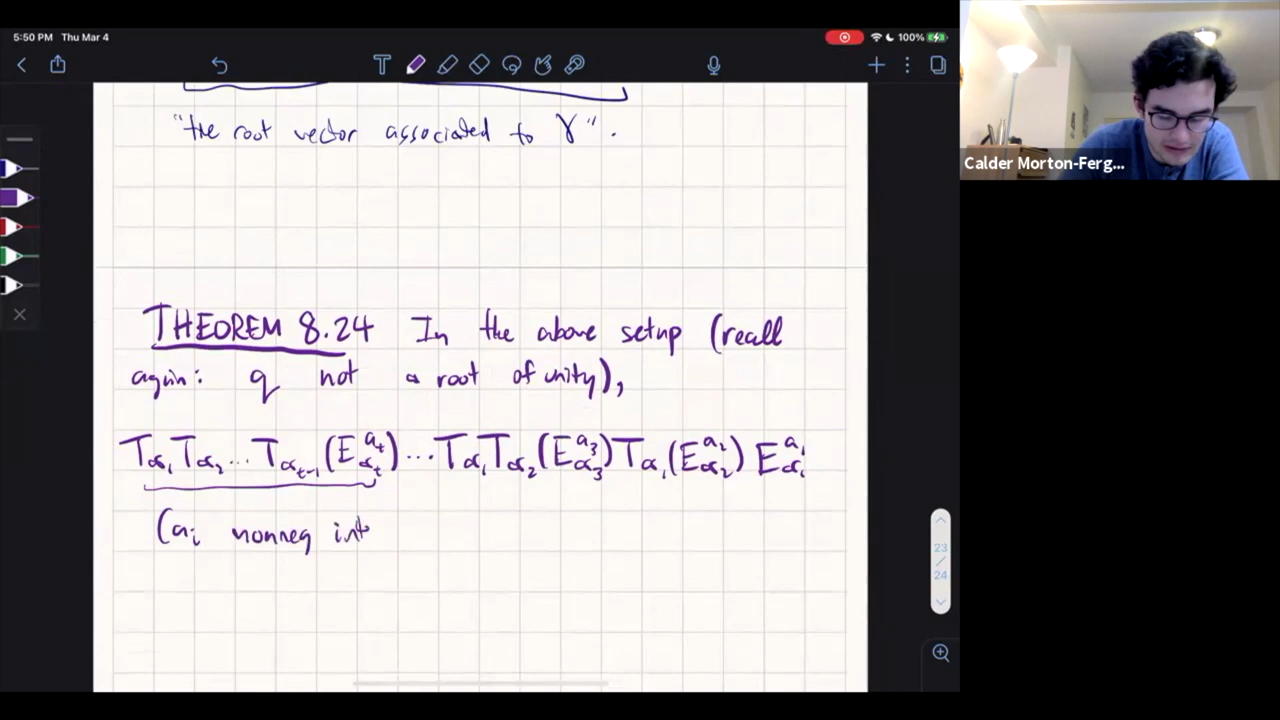 5:50 PM Thu Mar 4
100%
"the root vector associated to γ".
THEOREM 8.24 In the above setup (recall
again: q not a root of unity),
T_{α_1} T_{α_2} ... T_{α_{t-1}} (E_{α_t}^{a_t}) ... T_{α_1} T_{α_2} (E_{α_3}^{a_3}) T_{α_1} (E_{α_2}^{a_2}) E_{α_1}^{a_1}
(a_i nonneg int
23
/
24
Calder Morton-Ferg...